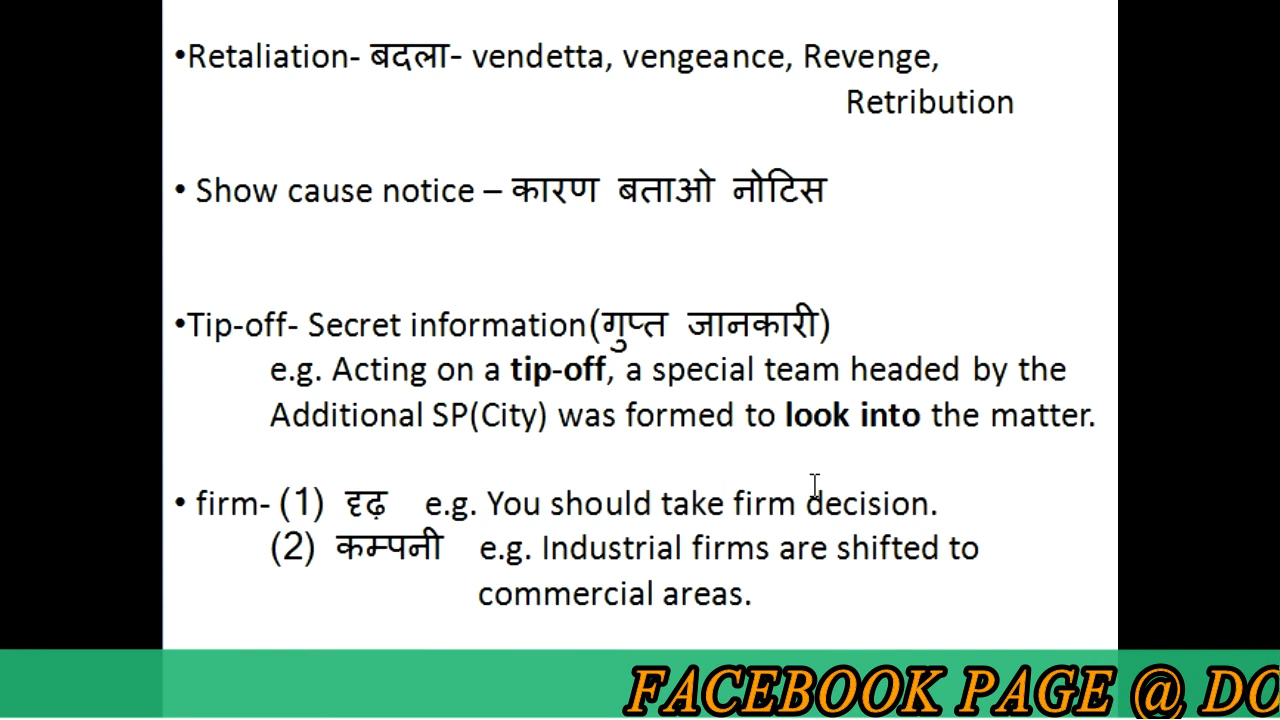 •Retaliation- बदला- vendetta, vengeance, Revenge,
Retribution
• Show cause notice – कारण बताओ नोटिस
•Tip-off- Secret information(गुप्त जानकारी)
e.g. Acting on a tip-off, a special team headed by the
Additional SP(City) was formed to look into the matter.
• firm- (1) दृढ़ e.g. You should take firm decision.
(2) कम्पनी e.g. Industrial firms are shifted to
commercial areas.
FACEBOOK PAGE @ DO